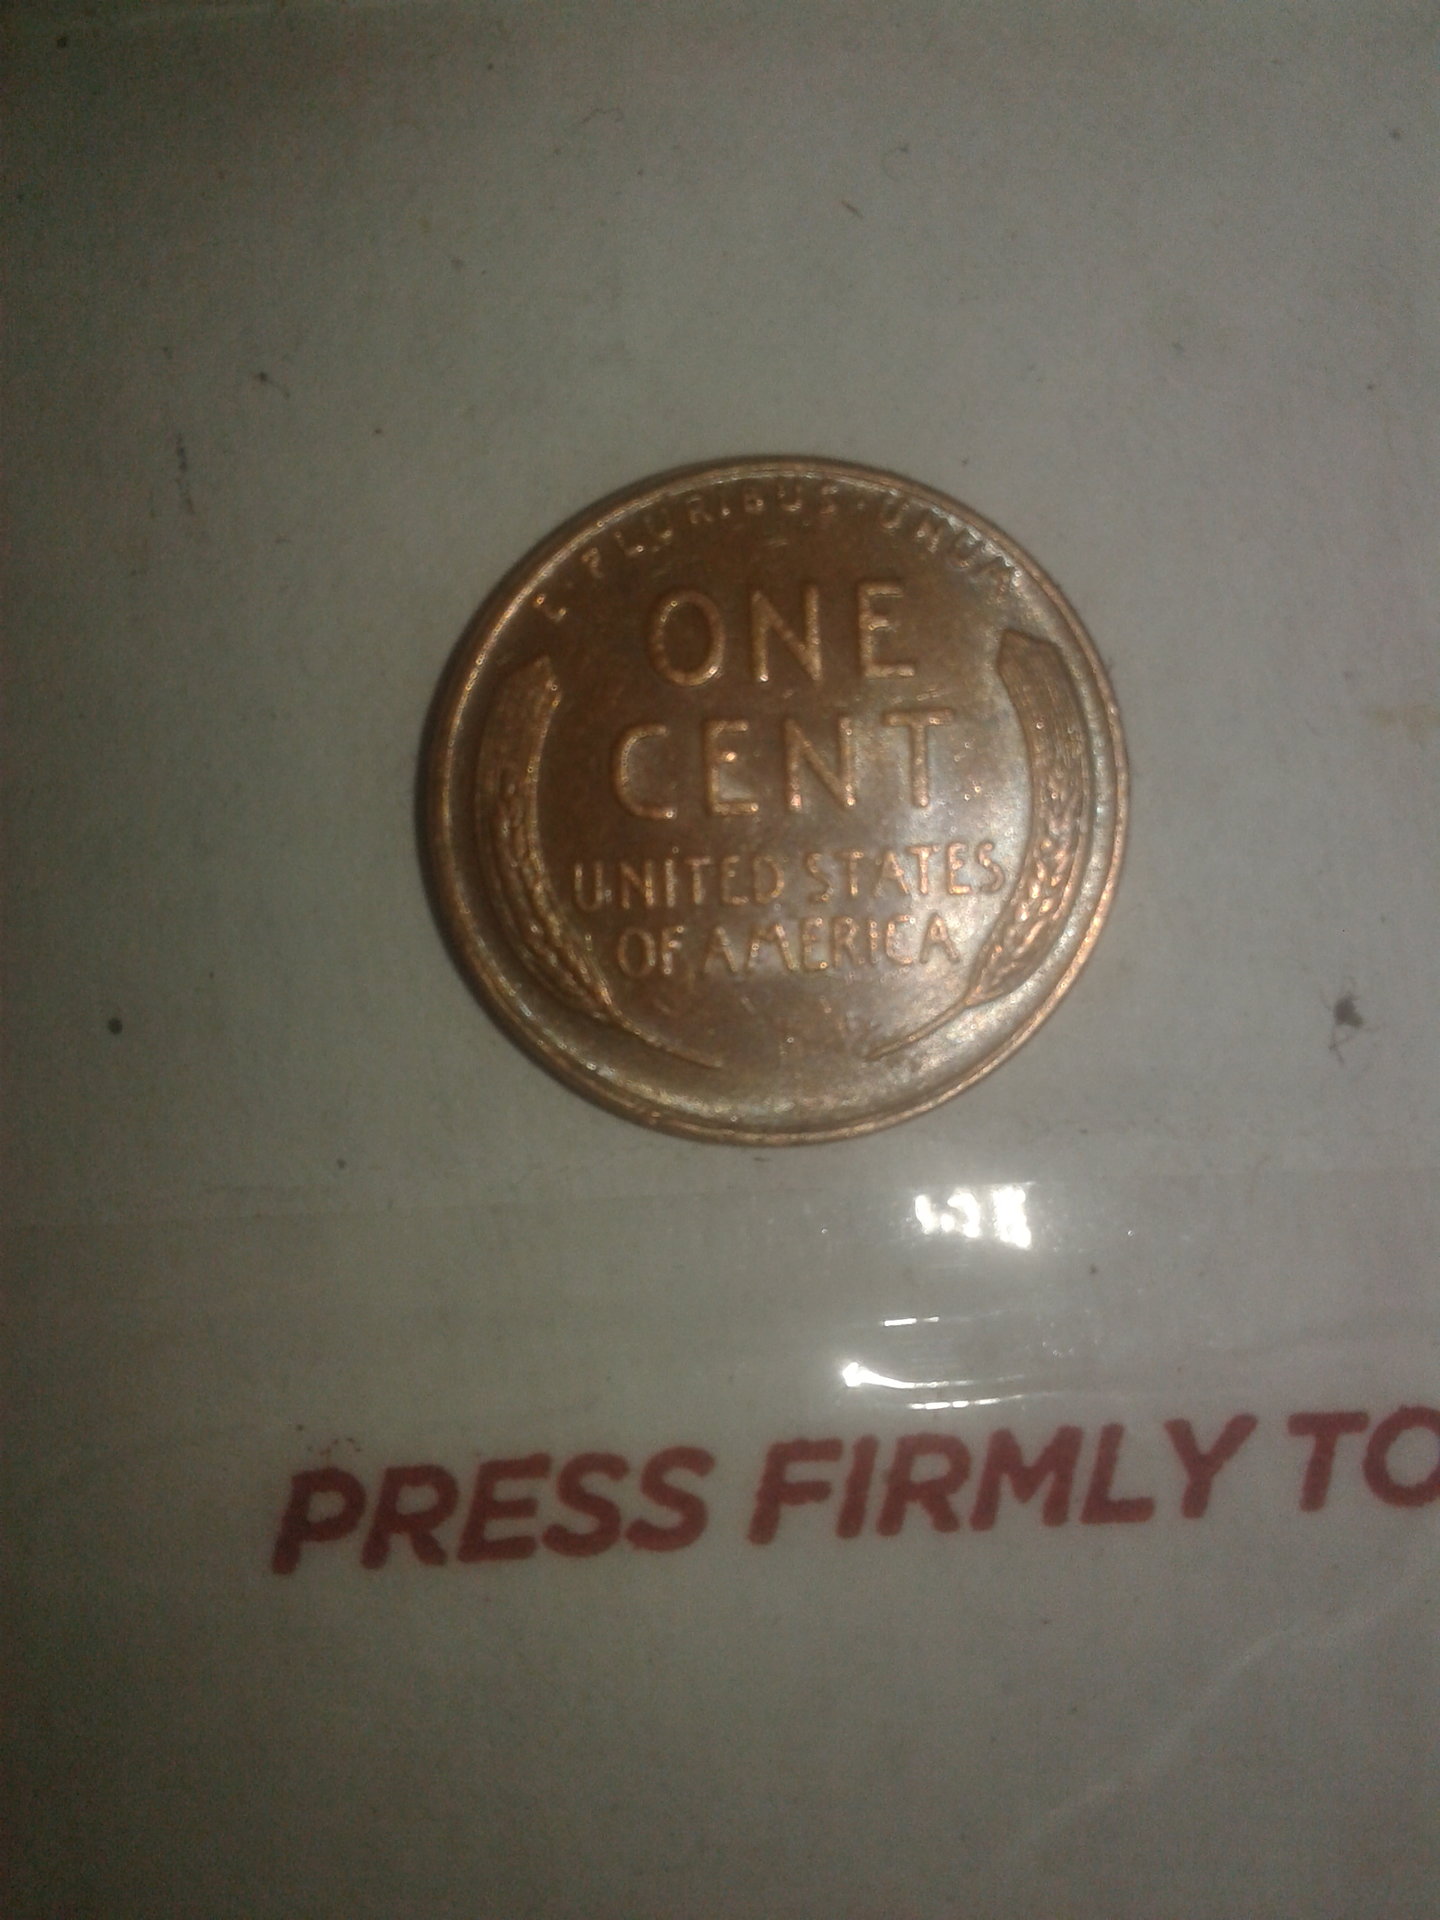 E·PLURIBUS·UNUM
ONE
CENT
UNITED STATES
OF AMERICA
PRESS FIRMLY TO